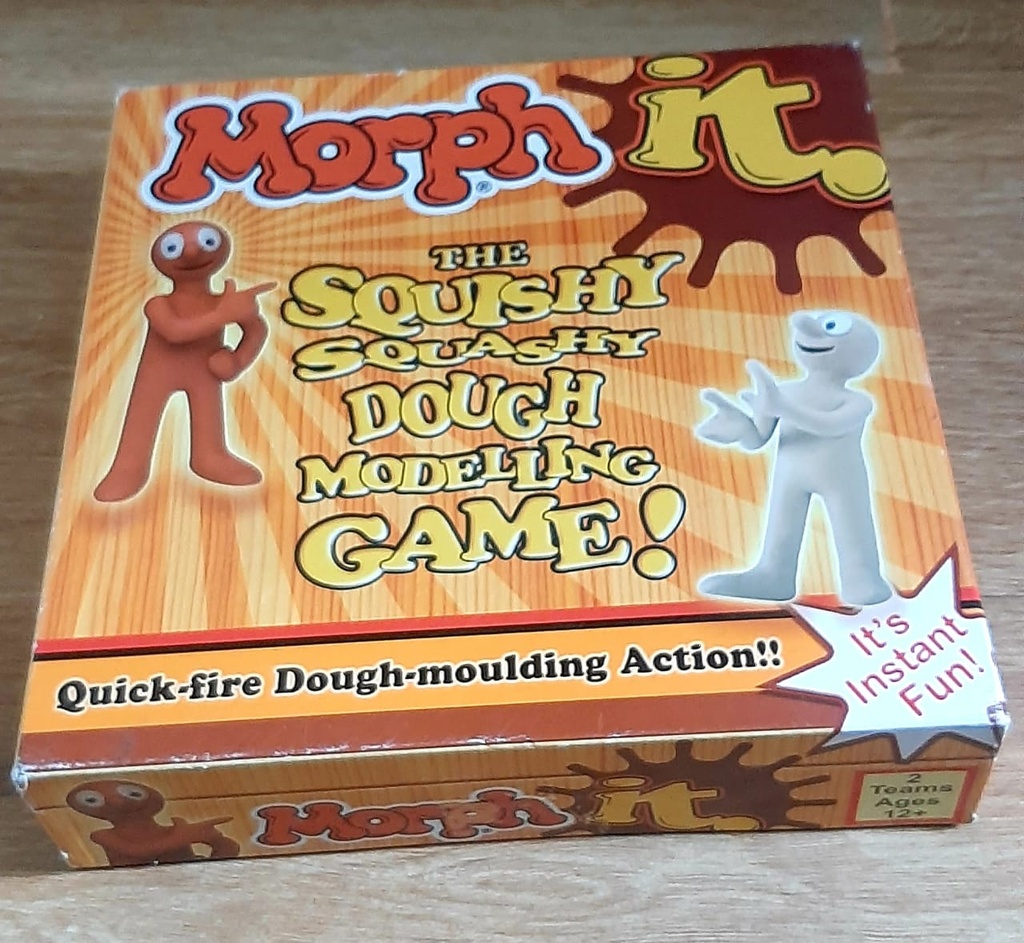 Morph it.
®
THE
SQUISHY
SQUASHY
DOUGH
MODELLING
GAME!
Quick-fire Dough-moulding Action!!
It's
Instant
Fun!
Morph it.
2
Teams
Ages
12+